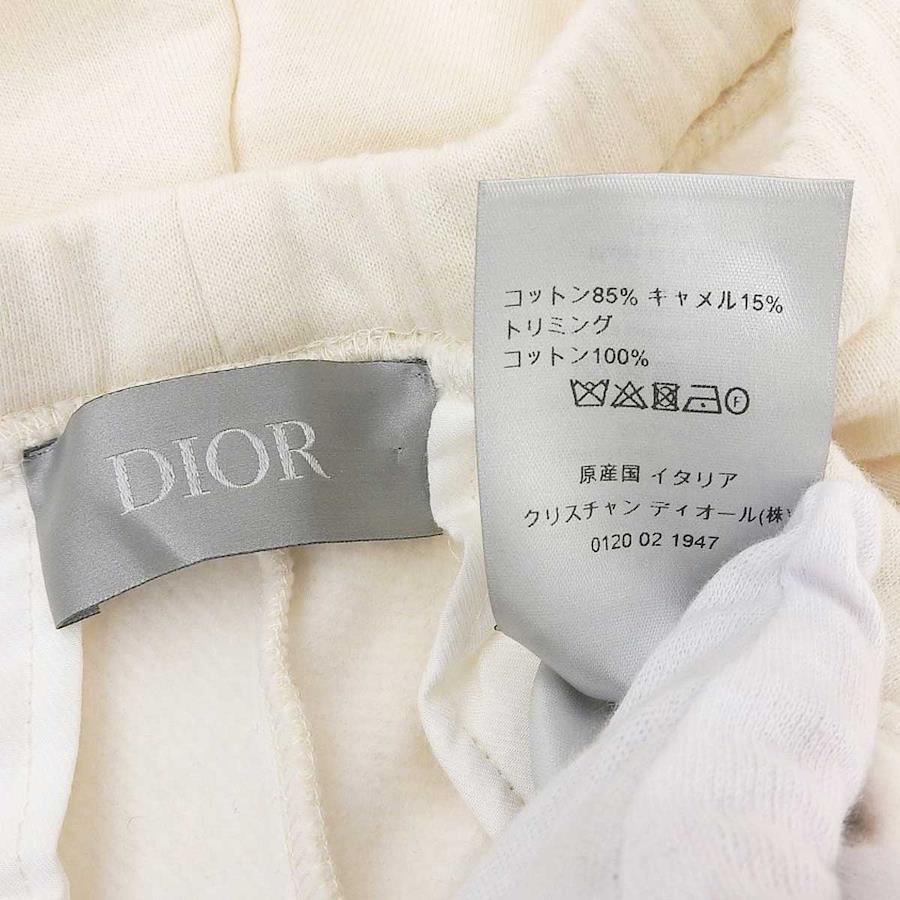 DIOR
コットン85% キャメル15%
トリミング
コットン100%
F
原産国 イタリア
クリスチャン ディオール(株)
0120 02 1947